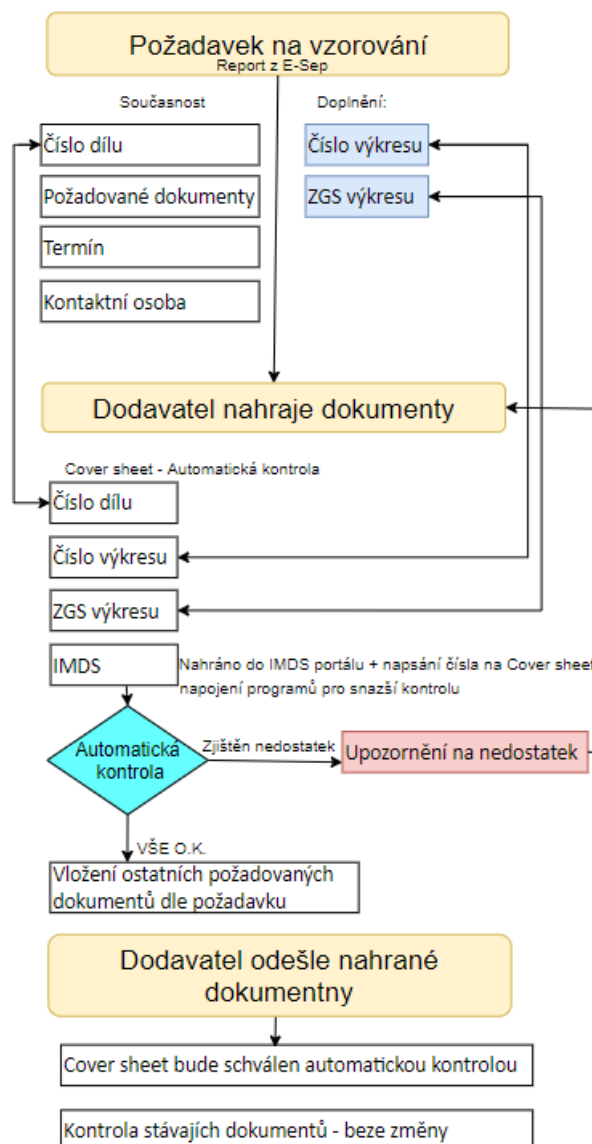 Požadavek na vzorování
Report z E-Sep
Současnost
Doplnění:
Číslo dílu
Číslo výkresu
Požadované dokumenty
ZGS výkresu
Termín
Kontaktní osoba
Dodavatel nahraje dokumenty
Cover sheet - Automatická kontrola
Číslo dílu
Číslo výkresu
ZGS výkresu
IMDS
Nahráno do IMDS portálu + napsání čísla na Cover sheet
napojení programů pro snazší kontrolu
Automatická
kontrola
Zjištěn nedostatek
Upozornění na nedostatek
VŠE O.K.
Vložení ostatních požadovaných
dokumentů dle požadavku
Dodavatel odešle nahrané
dokumentny
Cover sheet bude schválen automatickou kontrolou
Kontrola stávajích dokumentů - beze změny